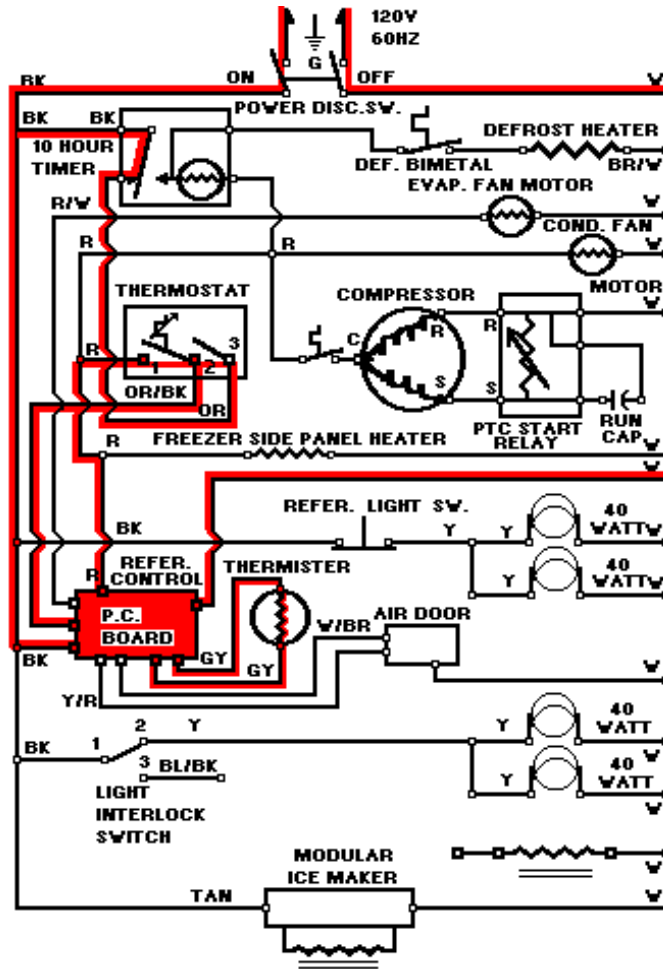 120V
60HZ
G
ON
OFF
BK
W
POWER DISC.SW.
BK
BK
10 HOUR
TIMER
DEFROST HEATER
DEF. BIMETAL
BR/W
EVAP. FAN MOTOR
R/W
W
COND. FAN
R
R
W
MOTOR
THERMOSTAT
COMPRESSOR
W
3
R
R
C
R
1
2
OR/BK
S
S
OR
PTC START
RELAY
RUN
CAP
R
FREEZER SIDE PANEL HEATER
W
W
REFER. LIGHT SW.
40
WATT
W
BK
Y
Y
REFER.
CONTROL
THERMISTER
40
WATT
W
Y
R
P.C.
BOARD
AIR DOOR
W/BR
GY
GY
BK
W
Y/R
2
Y
Y
40
WATT
W
BK
1
3
BL/BK
Y
40
WATT
W
LIGHT
INTERLOCK
SWITCH
W
MODULAR
ICE MAKER
W
TAN
W